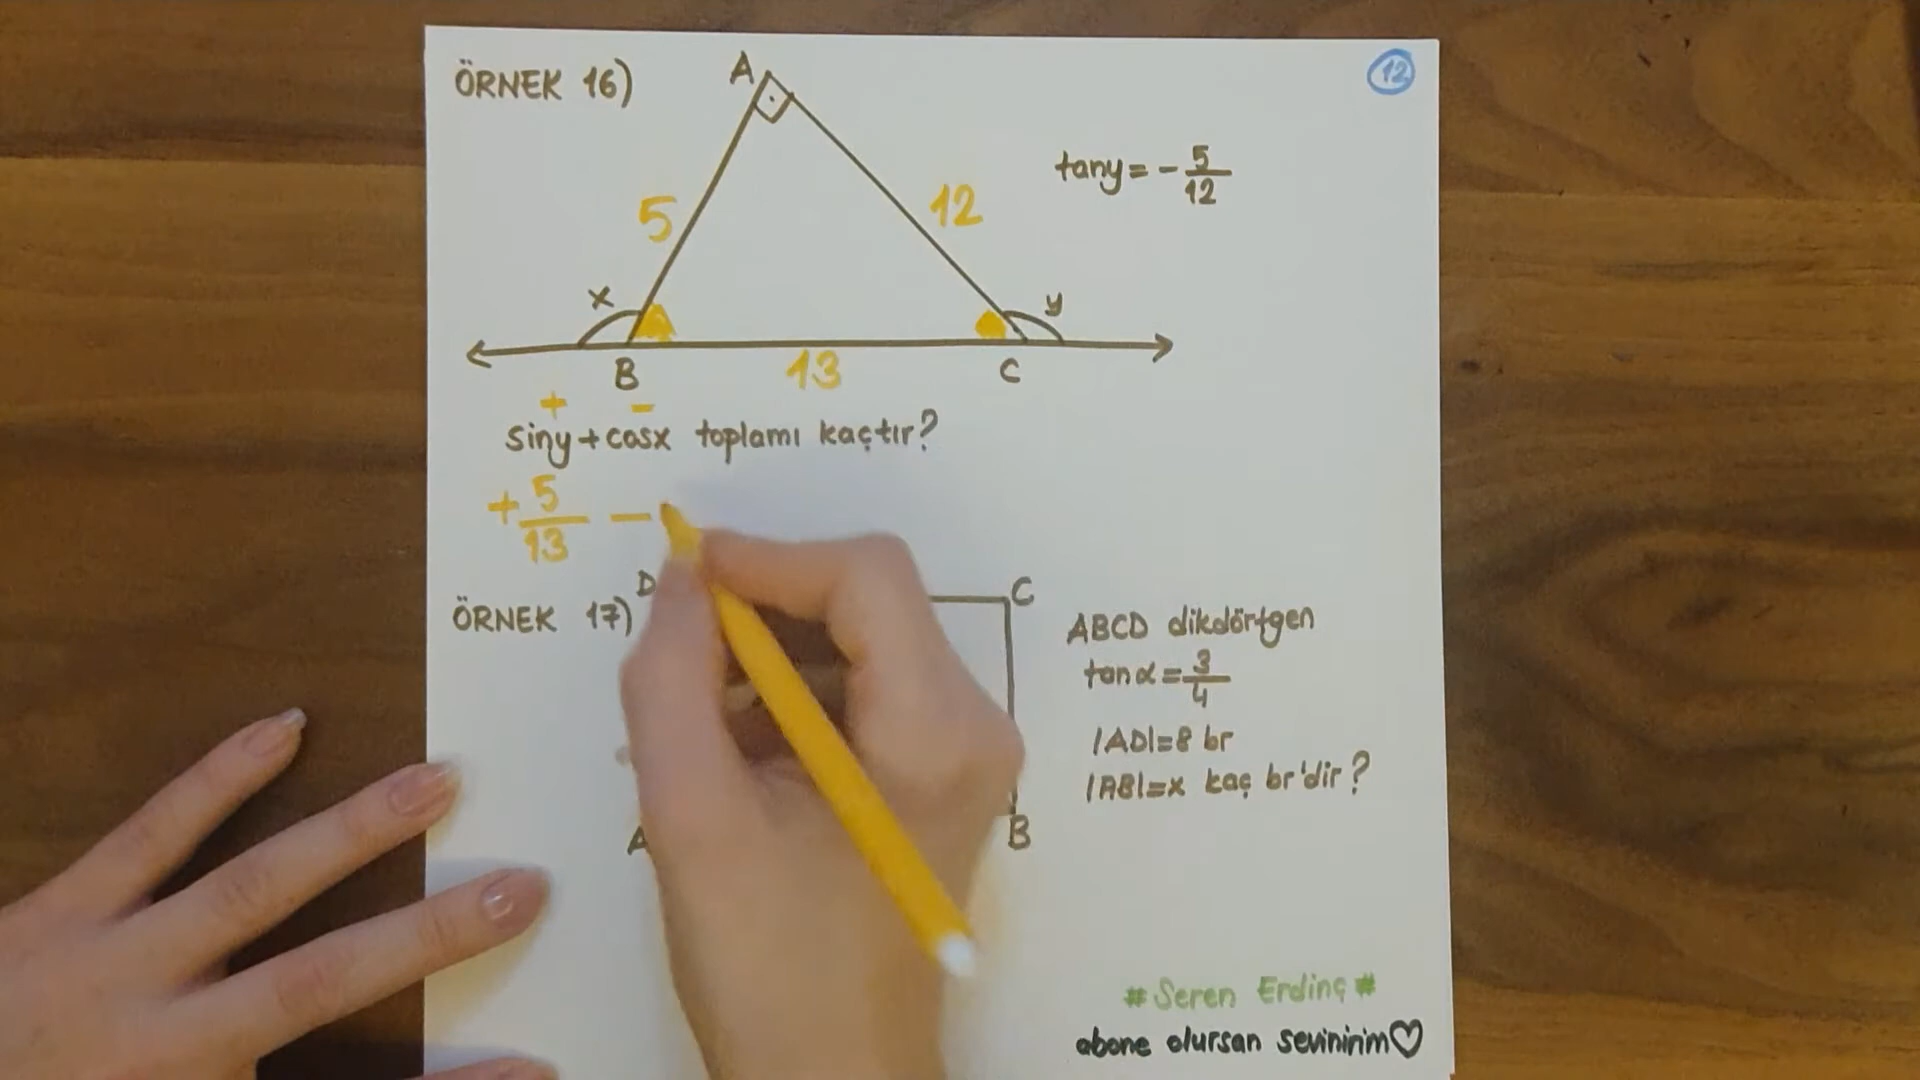 ÖRNEK 16)
A
12
tany = - 5/12
5
12
x
y
B
13
C
+ -
siny + cosx toplamı kaçtır?
+ 5/13 -
ÖRNEK 17)
D
C
ABCD dikdörtgen
tanα = 3/4
|AD|=8 br
|AB|=x kaç br'dir?
A
B
# Seren Erdinç #
abone olursan sevinirim♡